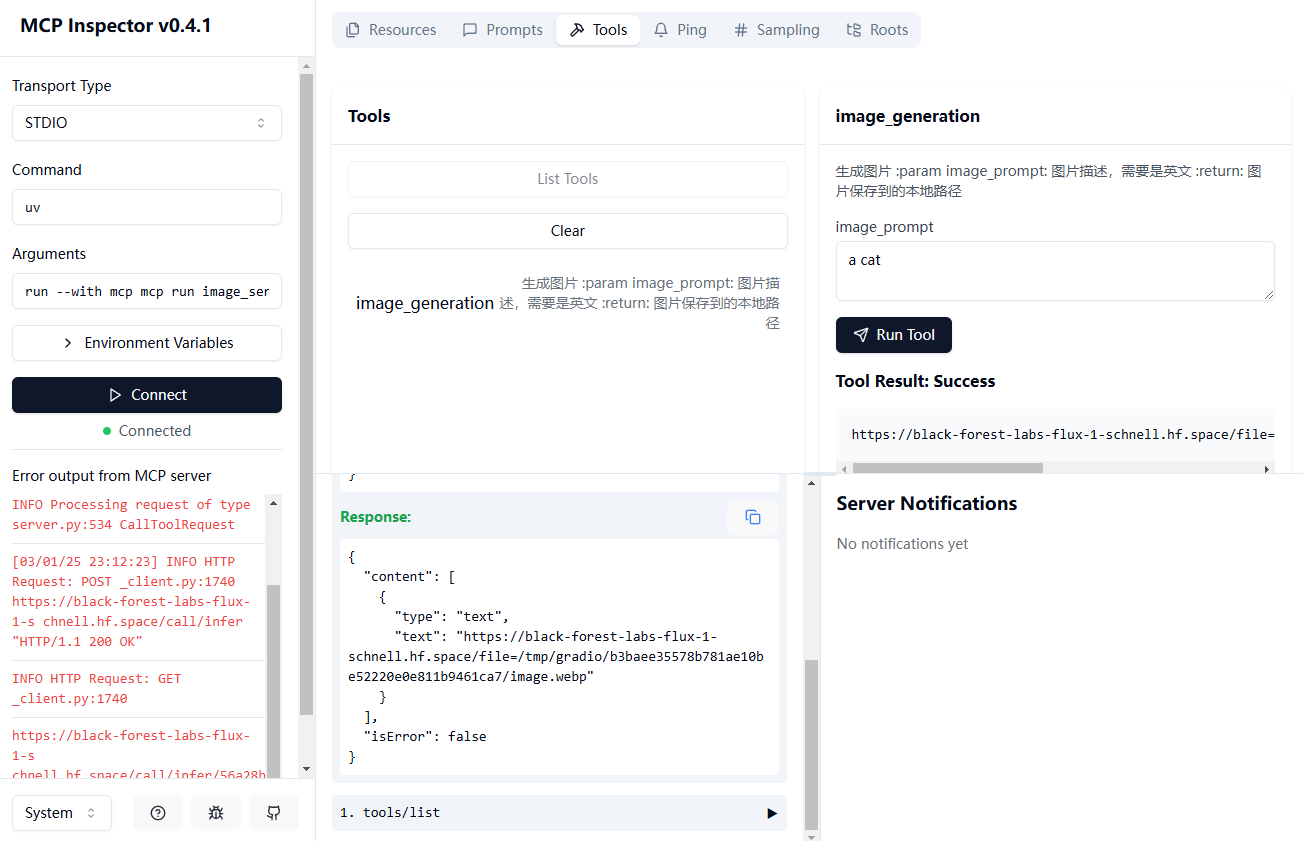 MCP Inspector v0.4.1
Transport Type
STDIO
Command
uv
Arguments
run --with mcp mcp run image_ser
Environment Variables
Connect
Connected
Error output from MCP server
INFO Processing request of type
server.py:534 CallToolRequest
[03/01/25 23:12:23] INFO HTTP
Request: POST _client.py:1740
https://black-forest-labs-flux-
1-s chnell.hf.space/call/infer
"HTTP/1.1 200 OK"
INFO HTTP Request: GET
_client.py:1740
https://black-forest-labs-flux-
1-s
chnell.hf.space/call/infer/56a28b
System
Resources
Prompts
Tools
Ping
Sampling
Roots
Tools
List Tools
Clear
image_generation
生成图片 :param image_prompt: 图片描
述，需要是英文 :return: 图片保存到的本地路
径
image_generation
生成图片 :param image_prompt: 图片描述，需要是英文 :return: 图
片保存到的本地路径
image_prompt
a cat
Run Tool
Tool Result: Success
https://black-forest-labs-flux-1-schnell.hf.space/file=
}
Response:
{
"content": [
{
"type": "text",
"text": "https://black-forest-labs-flux-1-
schnell.hf.space/file=/tmp/gradio/b3baee35578b781ae10b
e52220e0e811b9461ca7/image.webp"
}
],
"isError": false
}
1. tools/list
Server Notifications
No notifications yet